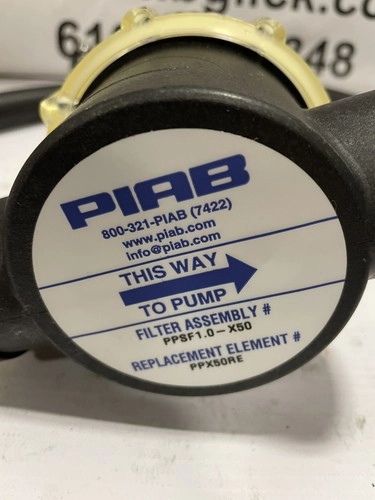 PIAB
800-321-PIAB (7422)
www.piab.com
info@piab.com
THIS WAY
TO PUMP
FILTER ASSEMBLY #
PPSF1.0-X50
REPLACEMENT ELEMENT #
PPX50RE